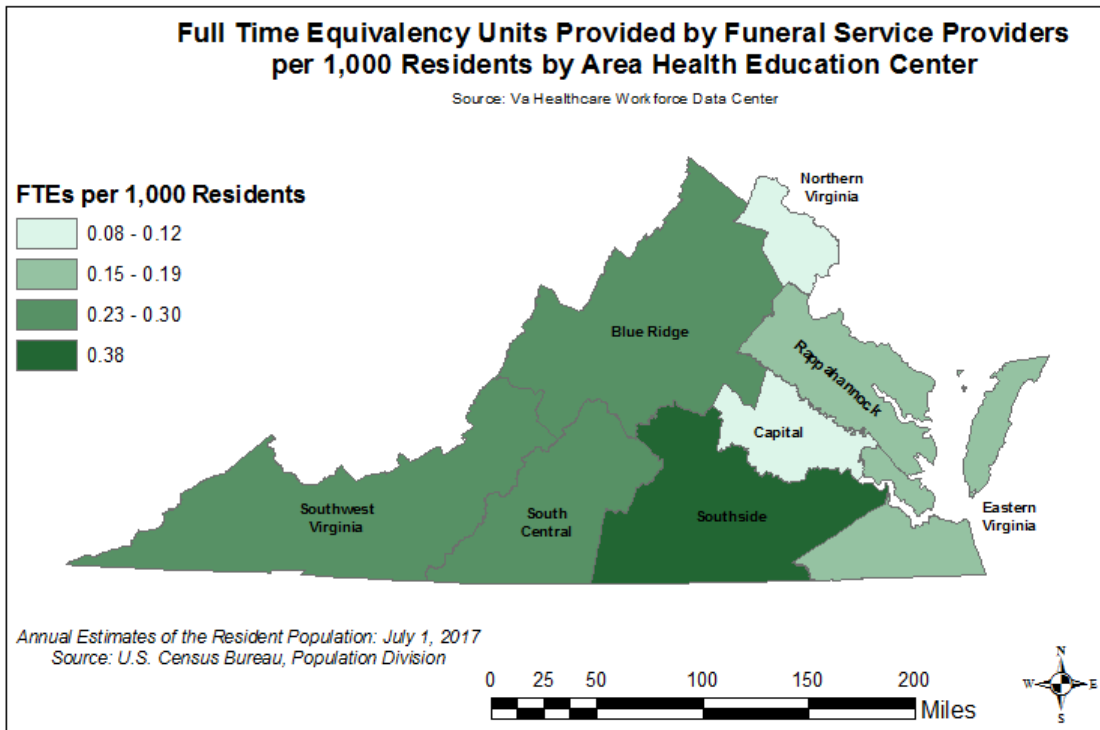 Full Time Equivalency Units Provided by Funeral Service Providers
per 1,000 Residents by Area Health Education Center
Source: Va Healthcare Workforce Data Center
FTEs per 1,000 Residents
0.08 - 0.12
0.15 - 0.19
0.23 - 0.30
0.38
Northern
Virginia
Blue Ridge
Rappahannock
Capital
Southwest
Virginia
South
Central
Southside
Eastern
Virginia
Annual Estimates of the Resident Population: July 1, 2017
Source: U.S. Census Bureau, Population Division
0 25 50 100 150 200
Miles
N
W E
S